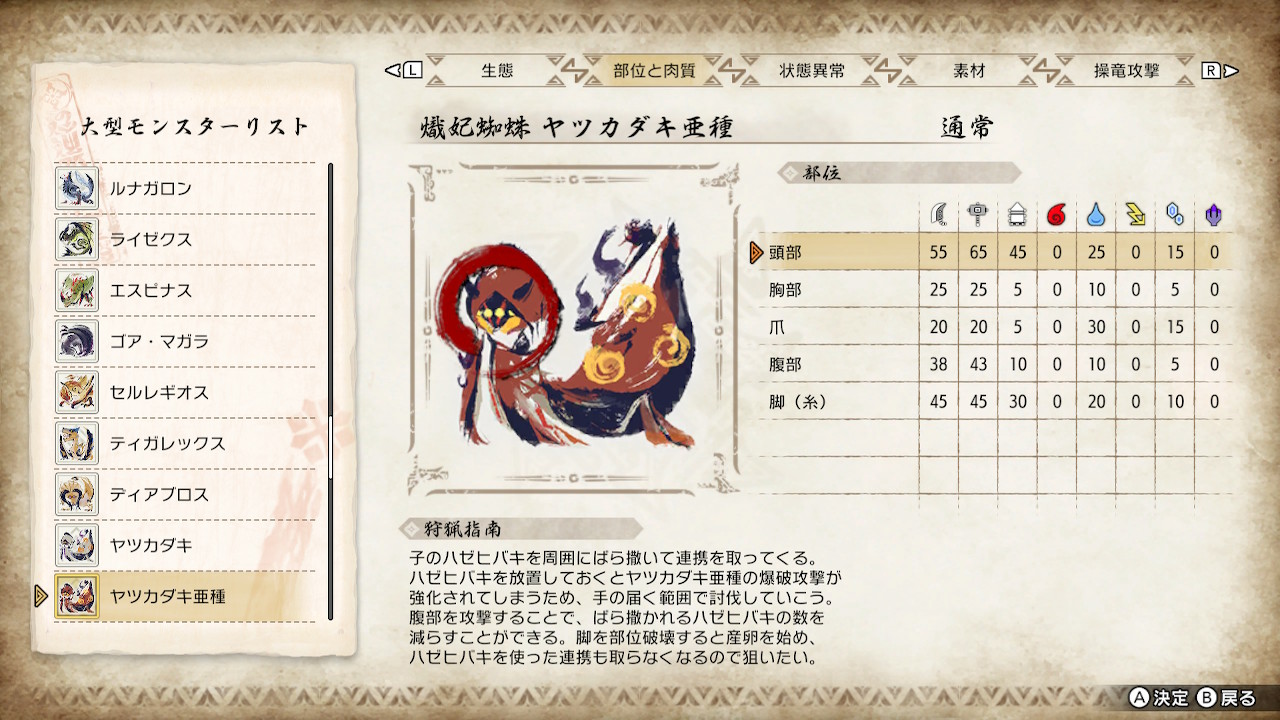 L 生態 部位と肉質 状態異常 素材 操竜攻撃 R
大型モンスターリスト
ルナガロン
ライゼクス
エスピナス
ゴア・マガラ
セルレギオス
ティガレックス
ディアブロス
ヤツカダキ
ヤツカダキ亜種
熾妃蜘蛛 ヤツカダキ亜種 通常
部位
頭部 55 65 45 0 25 0 15 0
胸部 25 25 5 0 10 0 5 0
爪 20 20 5 0 30 0 15 0
腹部 38 43 10 0 10 0 5 0
脚（糸） 45 45 30 0 20 0 10 0
狩猟指南
子のハゼヒバキを周囲にばら撒いて連携を取ってくる。
ハゼヒバキを放置しておくとヤツカダキ亜種の爆破攻撃が
強化されてしまうため、手の届く範囲で討伐していこう。
腹部を攻撃することで、ばら撒かれるハゼヒバキの数を
減らすことができる。脚を部位破壊すると産卵を始め、
ハゼヒバキを使った連携も取らなくなるので狙いたい。
A 決定 B 戻る